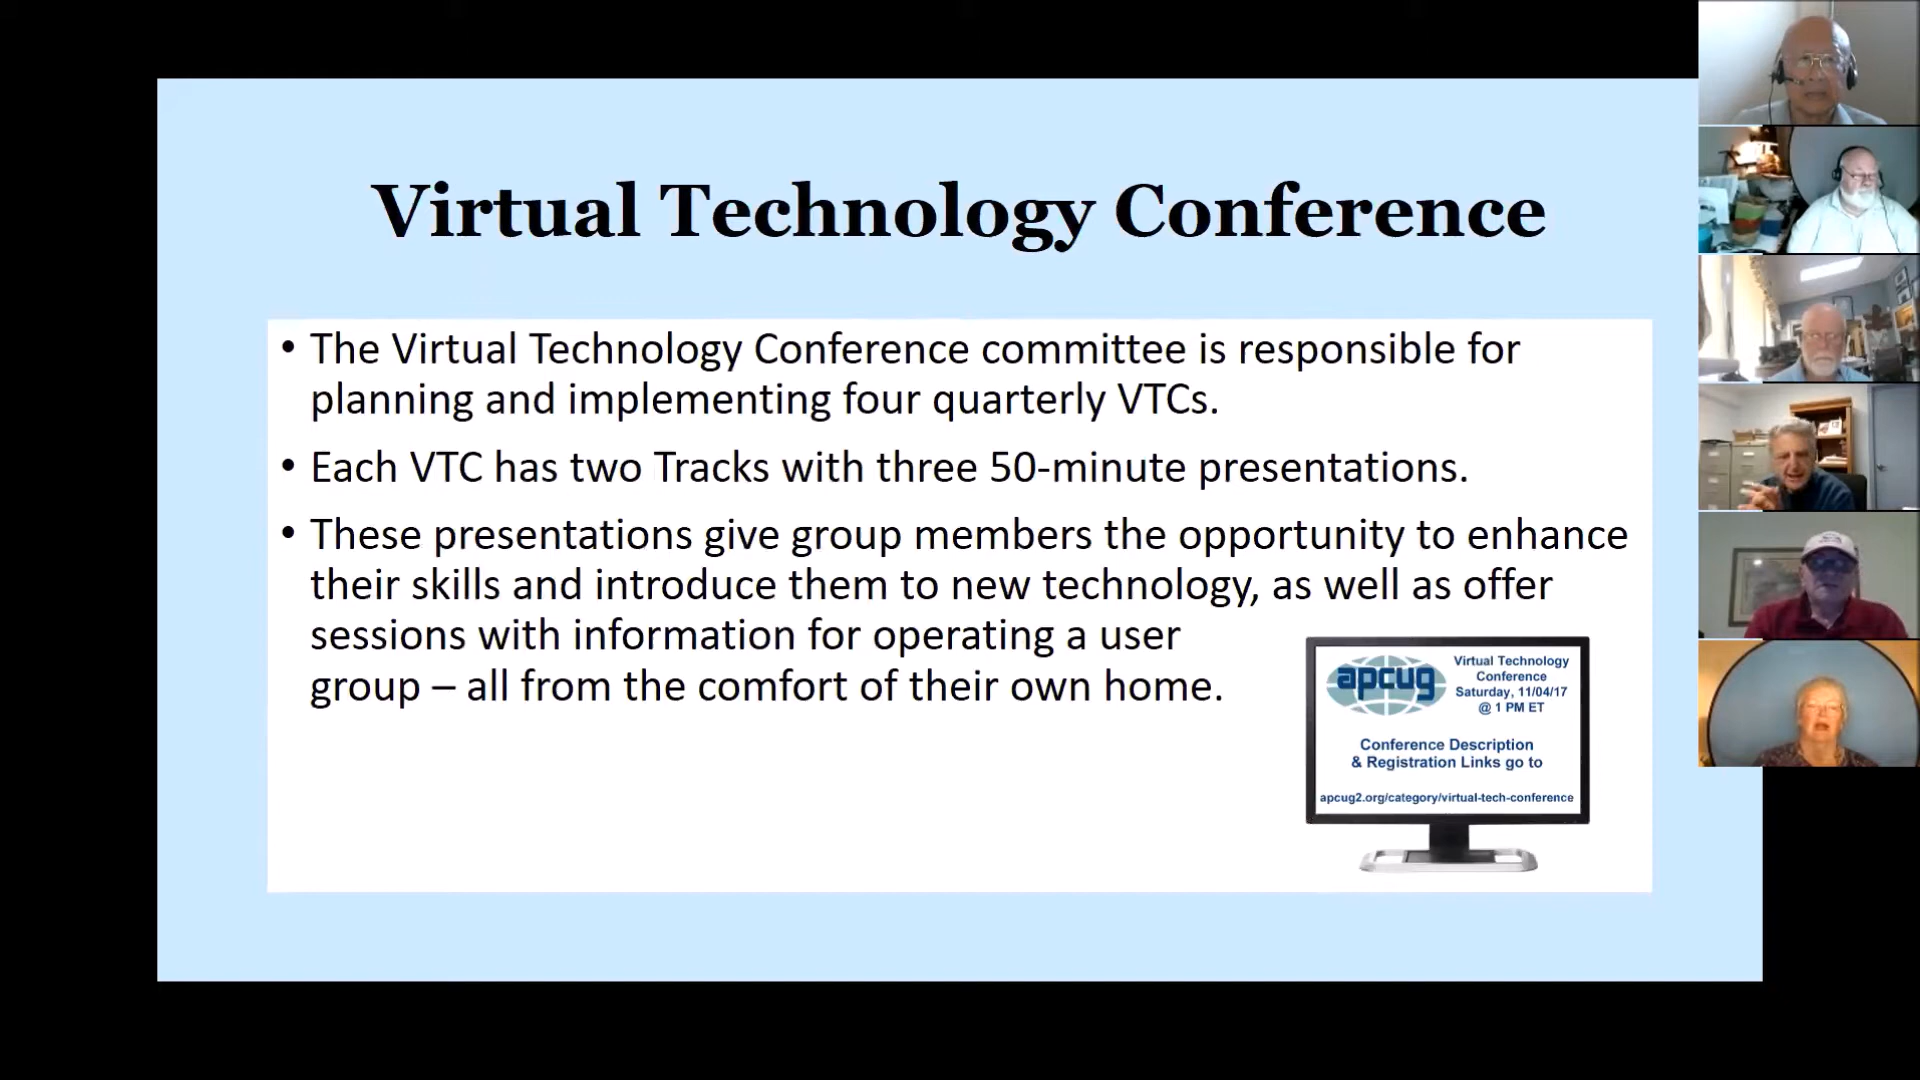 Virtual Technology Conference
• The Virtual Technology Conference committee is responsible for
planning and implementing four quarterly VTCs.
• Each VTC has two Tracks with three 50-minute presentations.
• These presentations give group members the opportunity to enhance
their skills and introduce them to new technology, as well as offer
sessions with information for operating a user
group – all from the comfort of their own home.
apcug
Virtual Technology
Conference
Saturday, 11/04/17
@ 1 PM ET
Conference Description
& Registration Links go to
apcug2.org/category/virtual-tech-conference